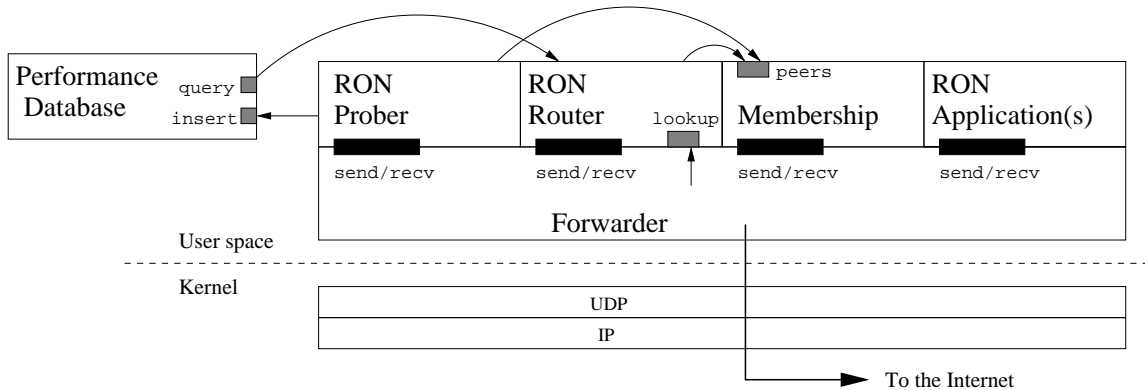 Performance
Database
query
insert
RON
Prober
RON
Router
lookup
peers
Membership
RON
Application(s)
send/recv
send/recv
send/recv
send/recv
Forwarder
User space
Kernel
UDP
IP
To the Internet